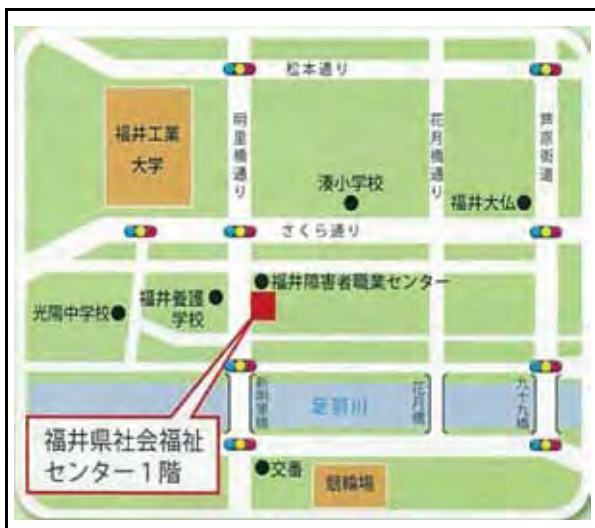 松本通り
福井工業
大学
明里橋通り
花月橋通り
芦原街道
湊小学校
福井大仏
さくら通り
福井障害者職業センター
光陽中学校
福井養護
学校
新明里橋
足羽川
花月橋
九十九橋
福井県社会福祉
センター1階
交番
競輪場